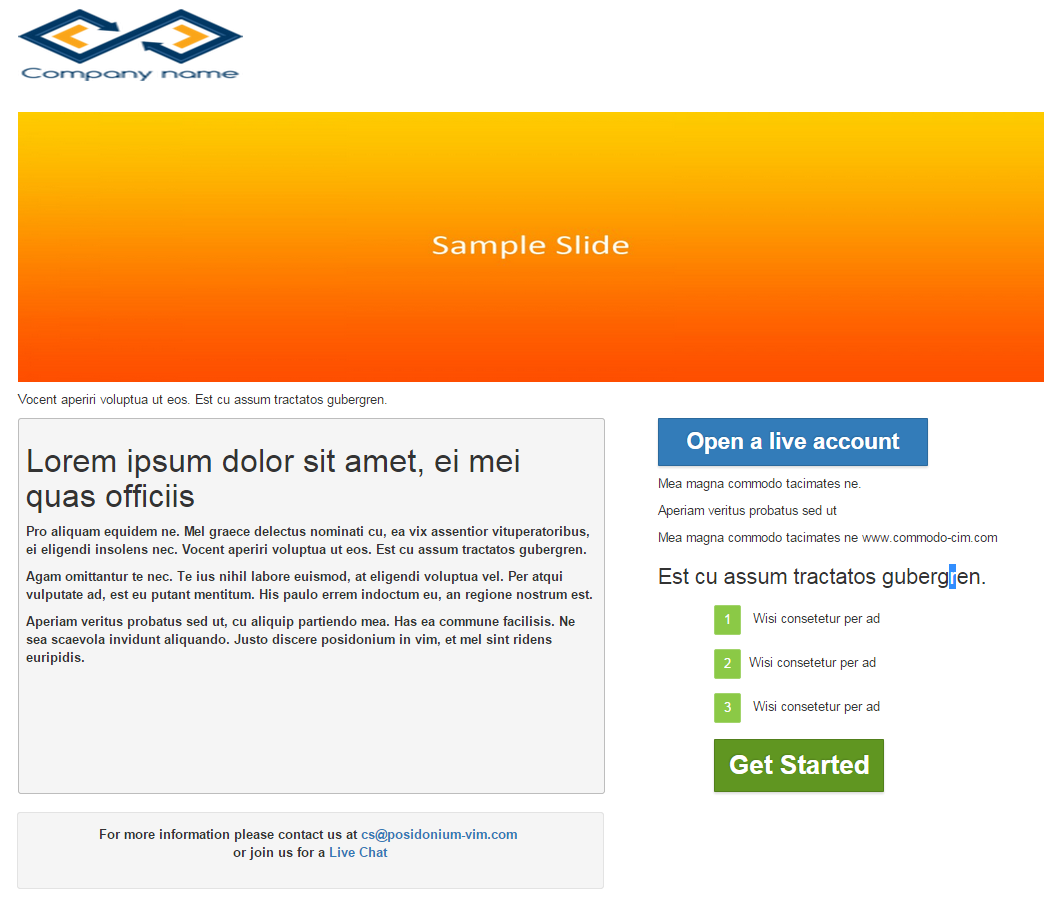 Company name
Sample Slide
Vocent aperiri voluptua ut eos. Est cu assum tractatos gubergren.
Lorem ipsum dolor sit amet, ei mei
quas officiis
Pro aliquam equidem ne. Mel graece delectus nominati cu, ea vix assentior vituperatoribus,
ei eligendi insolens nec. Vocent aperiri voluptua ut eos. Est cu assum tractatos gubergren.
Agam omittantur te nec. Te ius nihil labore euismod, at eligendi voluptua vel. Per atqui
vulputate ad, est eu putant mentitum. His paulo errem indoctum eu, an regione nostrum est.
Aperiam veritus probatus sed ut, cu aliquip partiendo mea. Has ea commune facilisis. Ne
sea scaevola invidunt aliquando. Justo discere posidonium in vim, et mel sint ridens
euripidis.
Open a live account
Mea magna commodo tacimates ne.
Aperiam veritus probatus sed ut
Mea magna commodo tacimates ne www.commodo-cim.com
Est cu assum tractatos gubergren.
1 Wisi consetetur per ad
2 Wisi consetetur per ad
3 Wisi consetetur per ad
Get Started
For more information please contact us at cs@posidonium-vim.com
or join us for a Live Chat